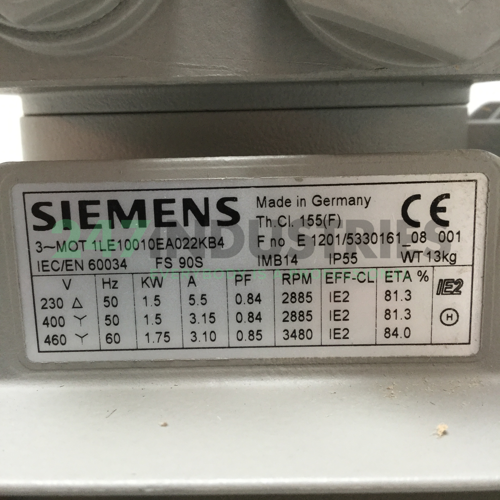 SIEMENS Made in Germany CE
Th.Cl. 155(F)
3~MOT 1LE10010EA022KB4 F no E 1201/5330161_08 001
IEC/EN 60034 FS 90S IMB14 IP55 WT 13kg
V Hz KW A PF RPM EFF-CL ETA % IE2
230 △ 50 1.5 5.5 0.84 2885 IE2 81.3
400 Y 50 1.5 3.15 0.84 2885 IE2 81.3 H
460 Y 60 1.75 3.10 0.85 3480 IE2 84.0
247INDUSTRIES